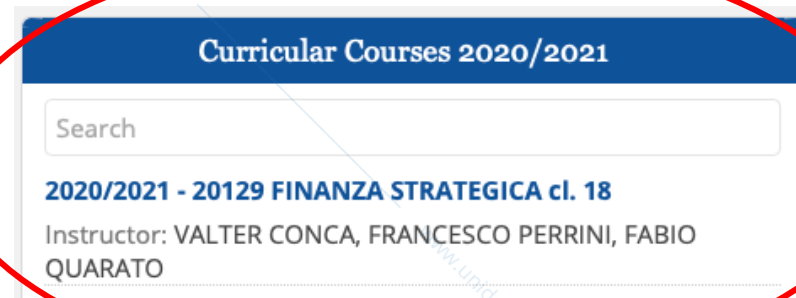 Curricular Courses 2020/2021
Search
2020/2021 - 20129 FINANZA STRATEGICA cl. 18
Instructor: VALTER CONCA, FRANCESCO PERRINI, FABIO
QUARATO